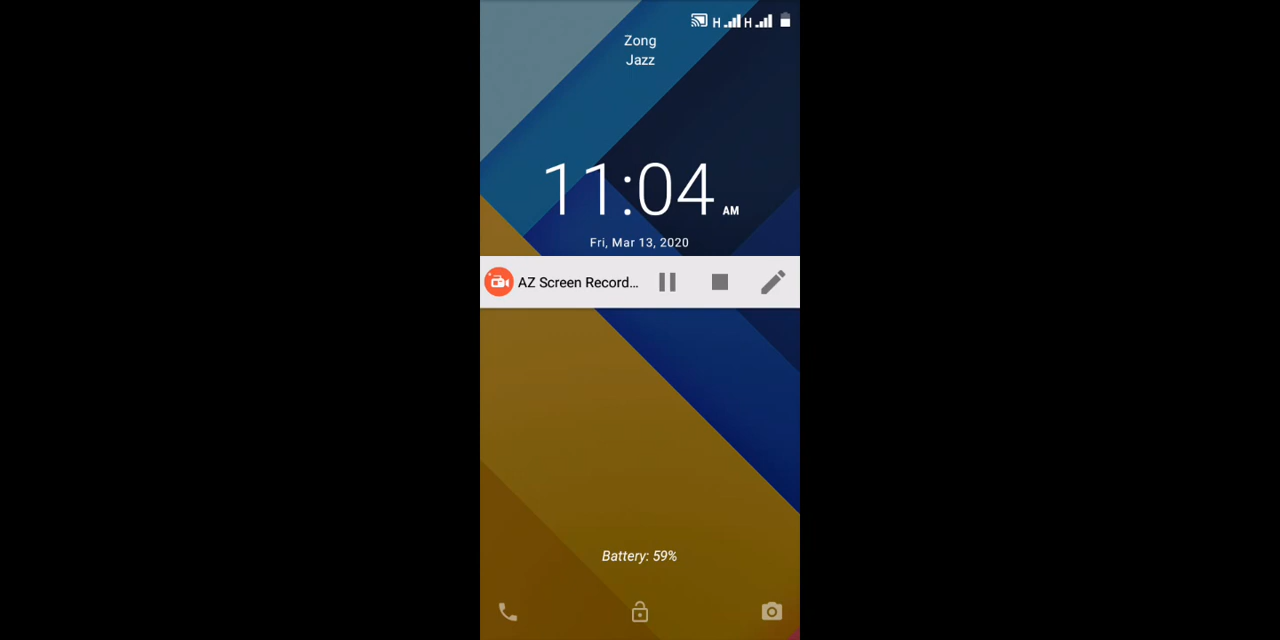 H H
Zong
Jazz
11:04 AM
Fri, Mar 13, 2020
AZ Screen Record...
Battery: 59%